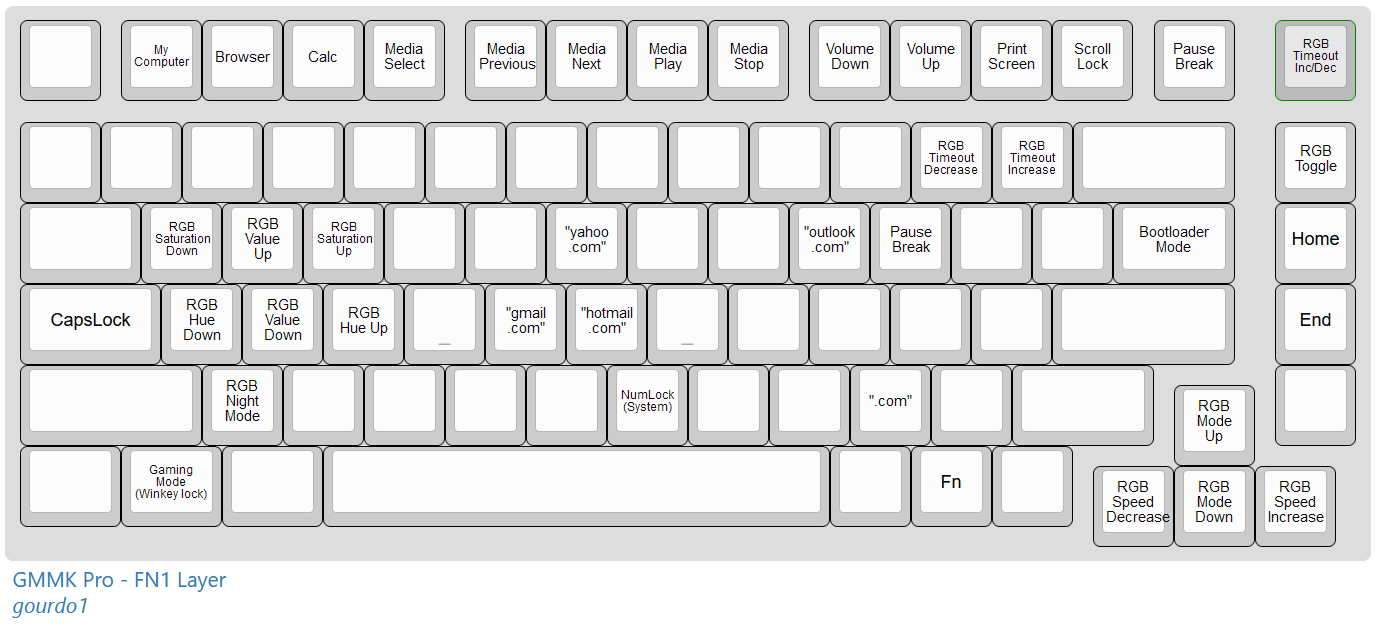 My
Computer
Browser
Calc
Media
Select
Media
Previous
Media
Next
Media
Play
Media
Stop
Volume
Down
Volume
Up
Print
Screen
Scroll
Lock
Pause
Break
RGB
Timeout
Inc/Dec
RGB
Timeout
Decrease
RGB
Timeout
Increase
RGB
Toggle
RGB
Saturation
Down
RGB
Value
Up
RGB
Saturation
Up
"yahoo
.com"
"outlook
.com"
Pause
Break
Bootloader
Mode
Home
CapsLock
RGB
Hue
Down
RGB
Value
Down
RGB
Hue Up
_
"gmail
.com"
"hotmail
.com"
_
End
RGB
Night
Mode
NumLock
(System)
".com"
RGB
Mode
Up
Gaming
Mode
(Winkey lock)
Fn
RGB
Speed
Decrease
RGB
Mode
Down
RGB
Speed
Increase
GMMK Pro - FN1 Layer
gourdo1